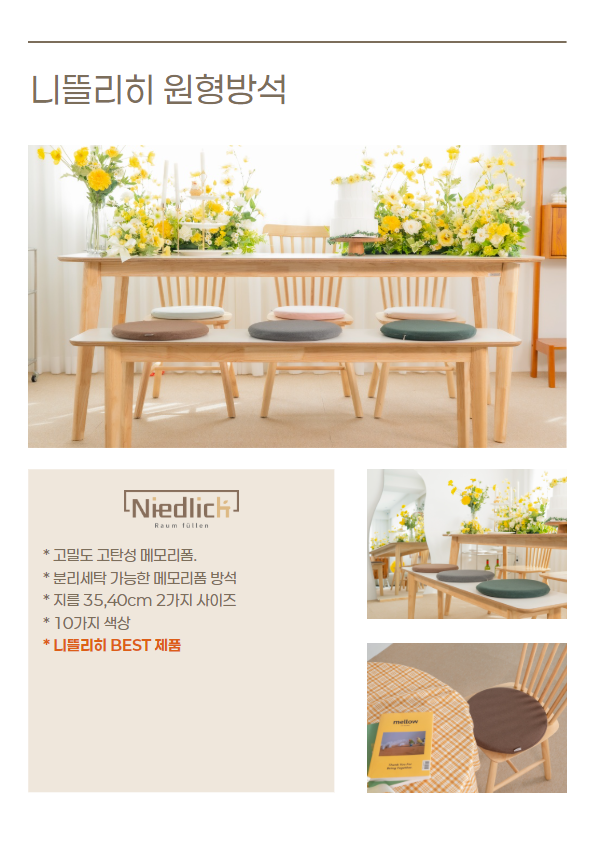 니뜰리히 원형방석
Niedlich
Raum füllen
* 고밀도 고탄성 메모리폼.
* 분리세탁 가능한 메모리폼 방석
* 지름 35,40cm 2가지 사이즈
* 10가지 색상
* 니뜰리히 BEST 제품
mellow